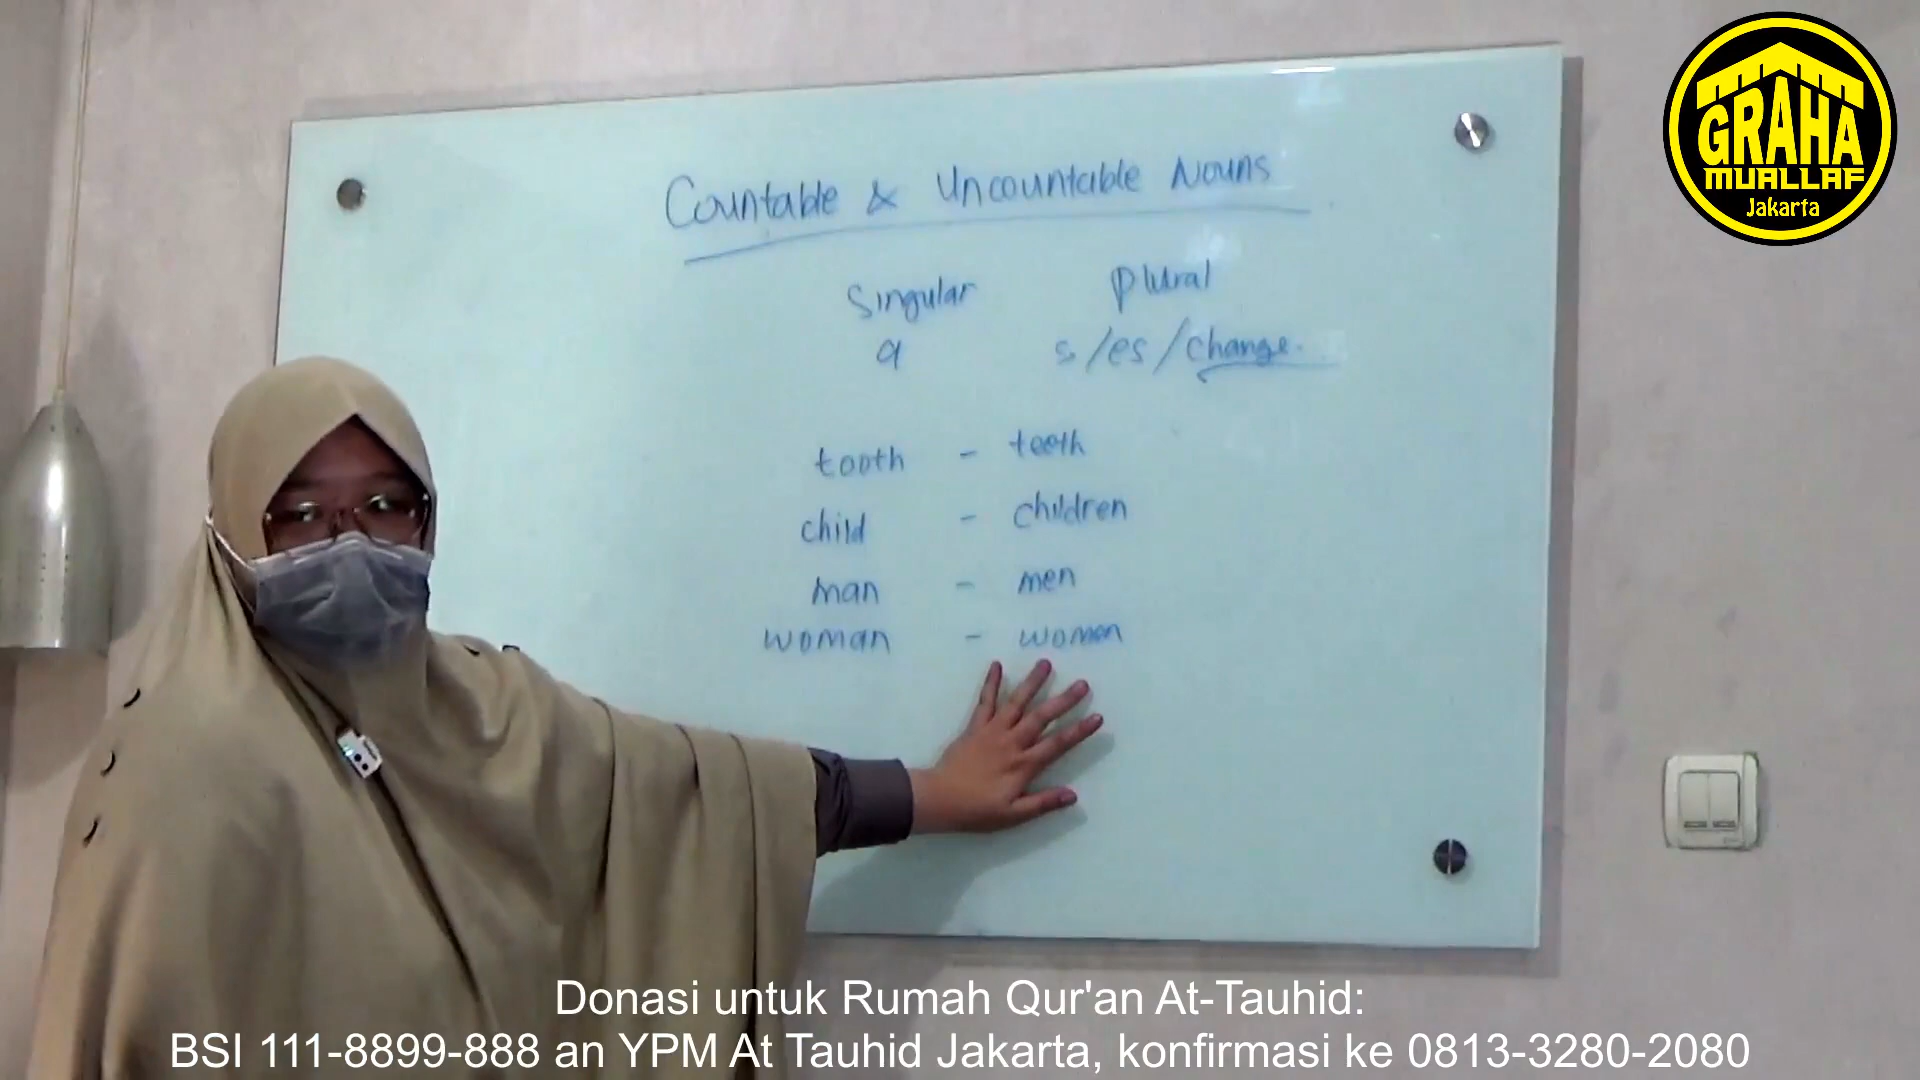 GRAHA
MUALLAF
Jakarta
Countable & Uncountable Nouns
Singular plural
a s/es/change.
tooth - teeth
child - children
man - men
woman - women
Donasi untuk Rumah Qur'an At-Tauhid:
BSI 111-8899-888 an YPM At Tauhid Jakarta, konfirmasi ke 0813-3280-2080